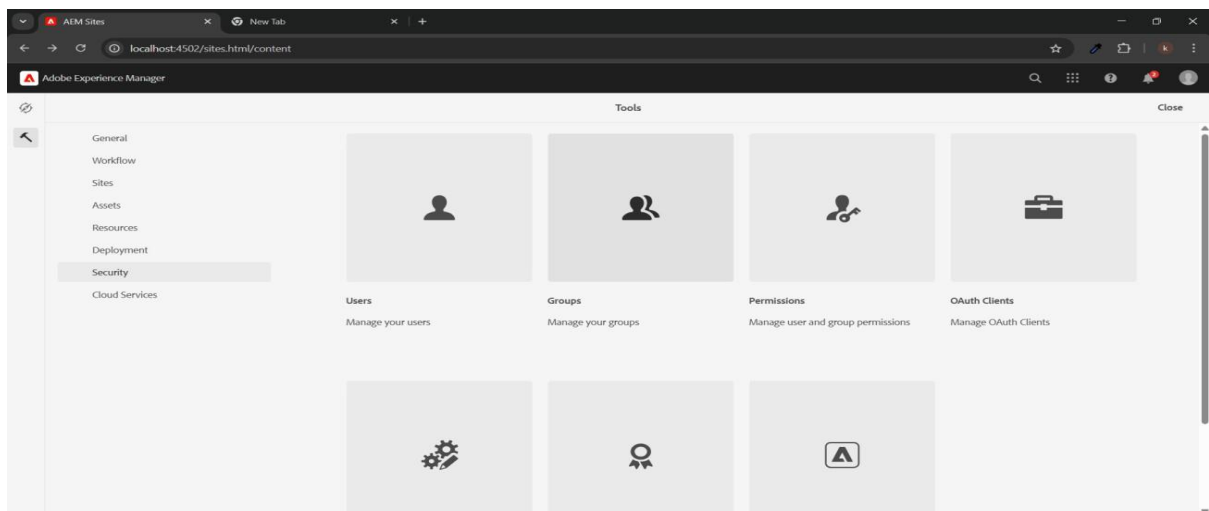 AEM Sites
New Tab
localhost:4502/sites.html/content
k
Adobe Experience Manager
Tools
Close
General
Workflow
Sites
Assets
Resources
Deployment
Security
Cloud Services
Users
Groups
Permissions
OAuth Clients
Manage your users
Manage your groups
Manage user and group permissions
Manage OAuth Clients